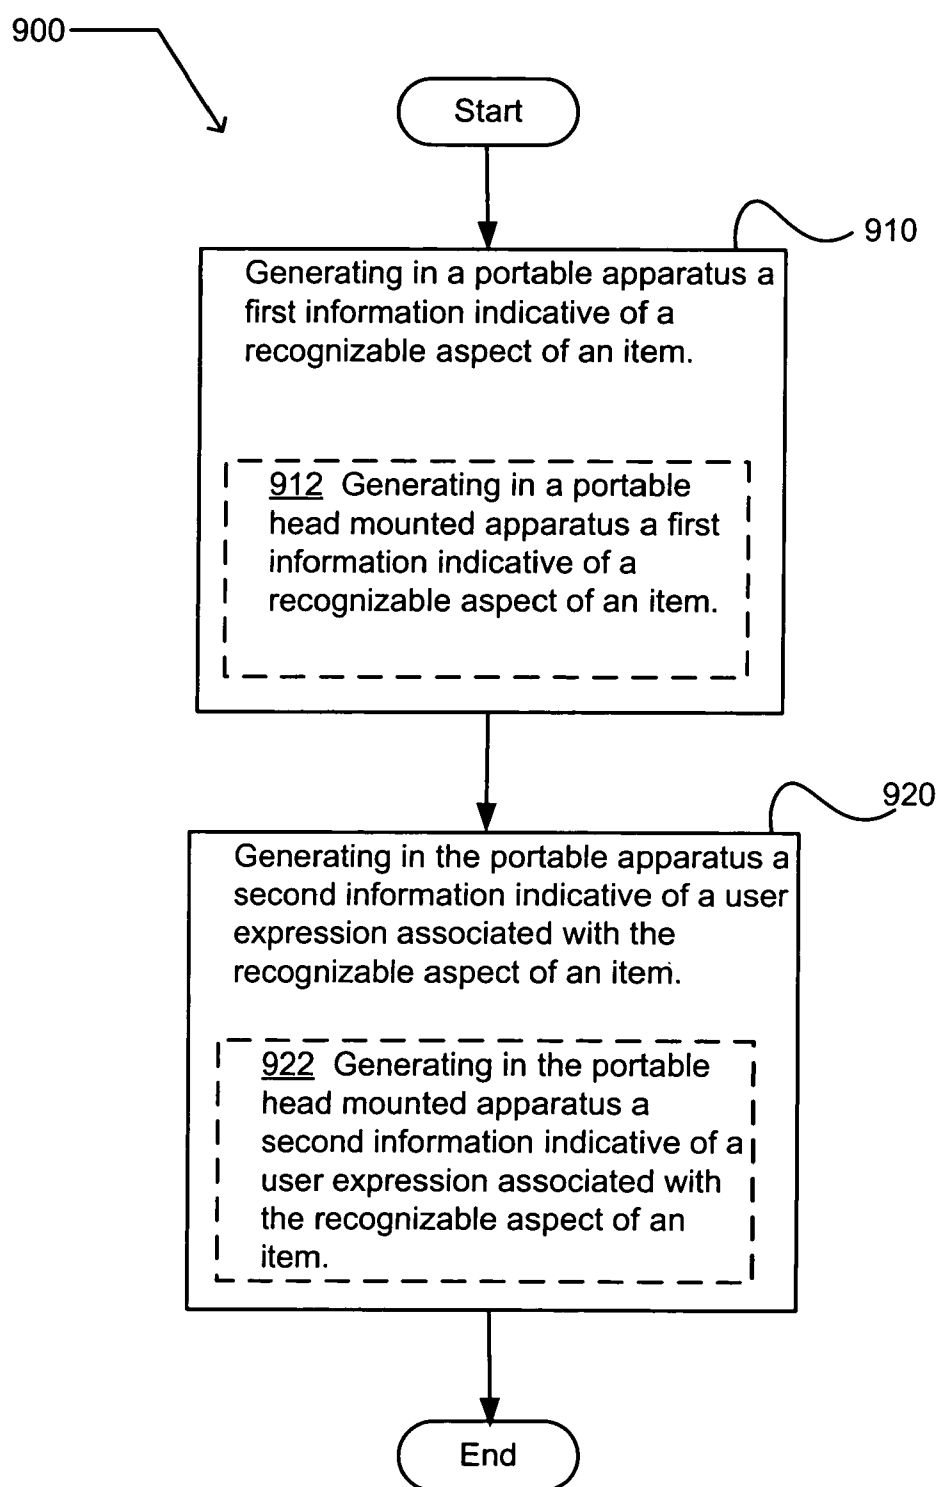 900
Start
910
Generating in a portable apparatus a
first information indicative of a
recognizable aspect of an item.
912 Generating in a portable
head mounted apparatus a first
information indicative of a
recognizable aspect of an item.
920
Generating in the portable apparatus a
second information indicative of a user
expression associated with the
recognizable aspect of an item.
922 Generating in the portable
head mounted apparatus a
second information indicative of a
user expression associated with
the recognizable aspect of an
item.
End